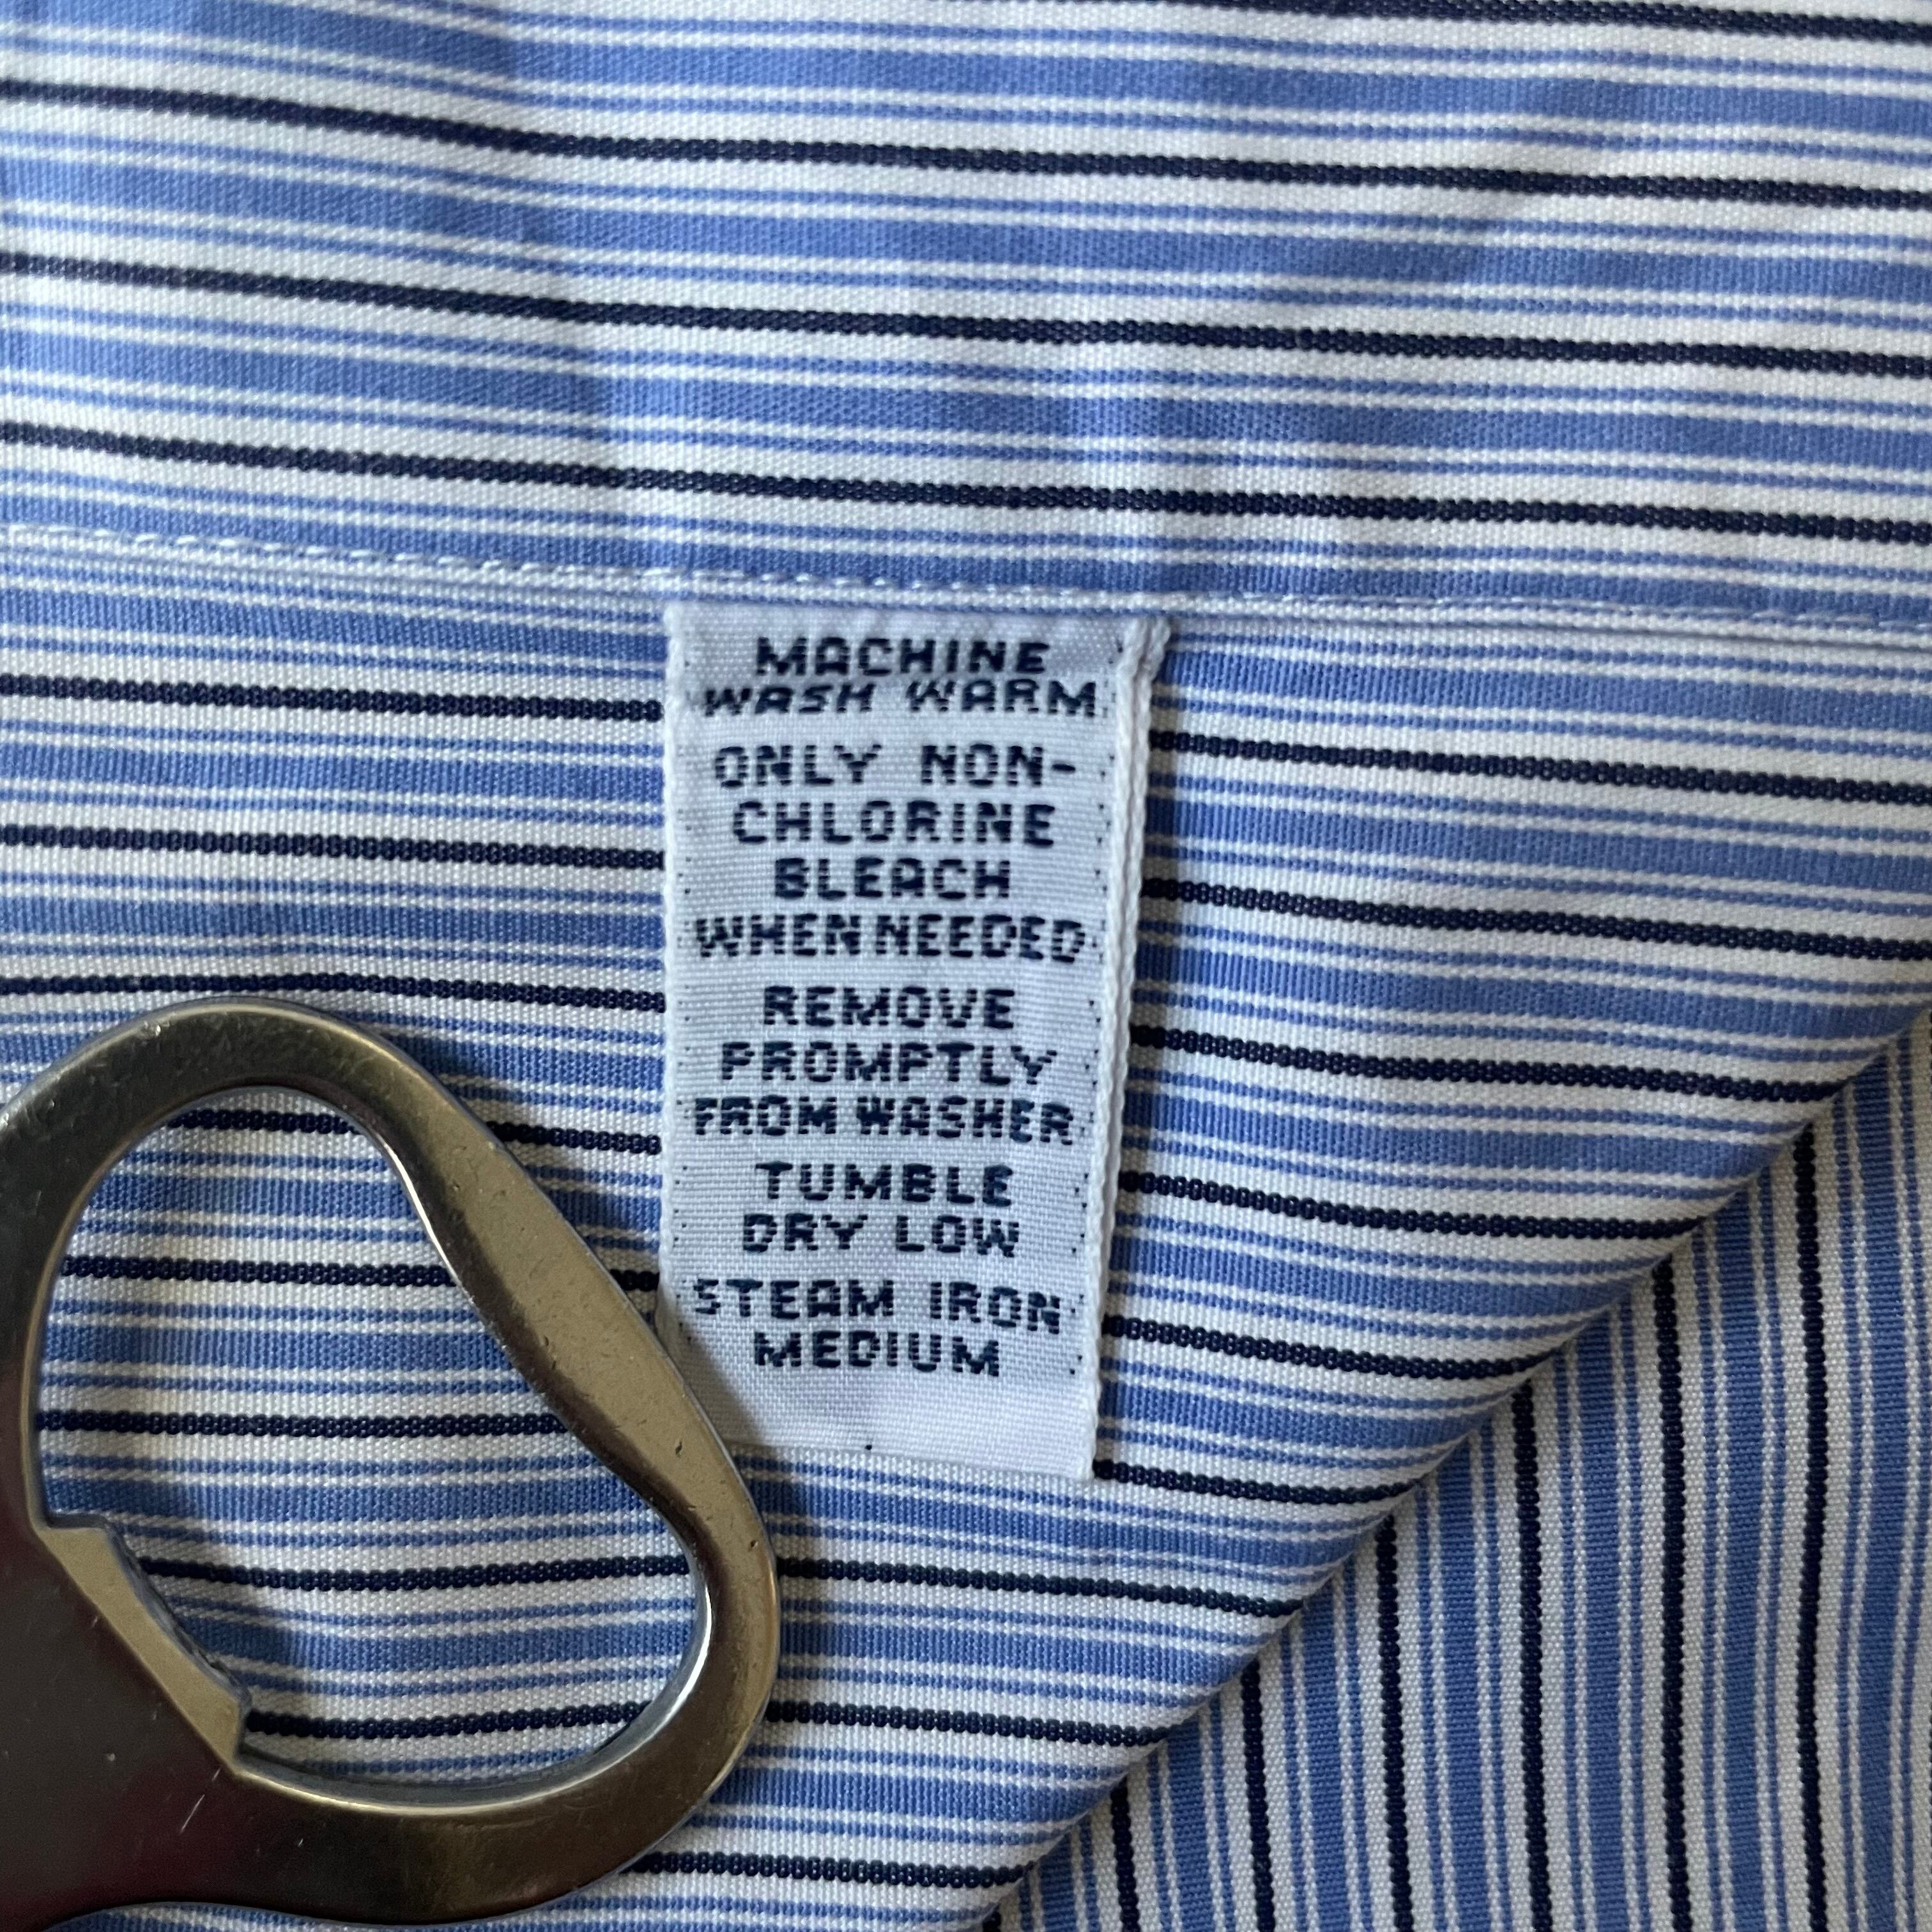 MACHINE
WASH WARM
ONLY NON-
CHLORINE
BLEACH
WHEN NEEDED
REMOVE
PROMPTLY
FROM WASHER
TUMBLE
DRY LOW
STEAM IRON
MEDIUM